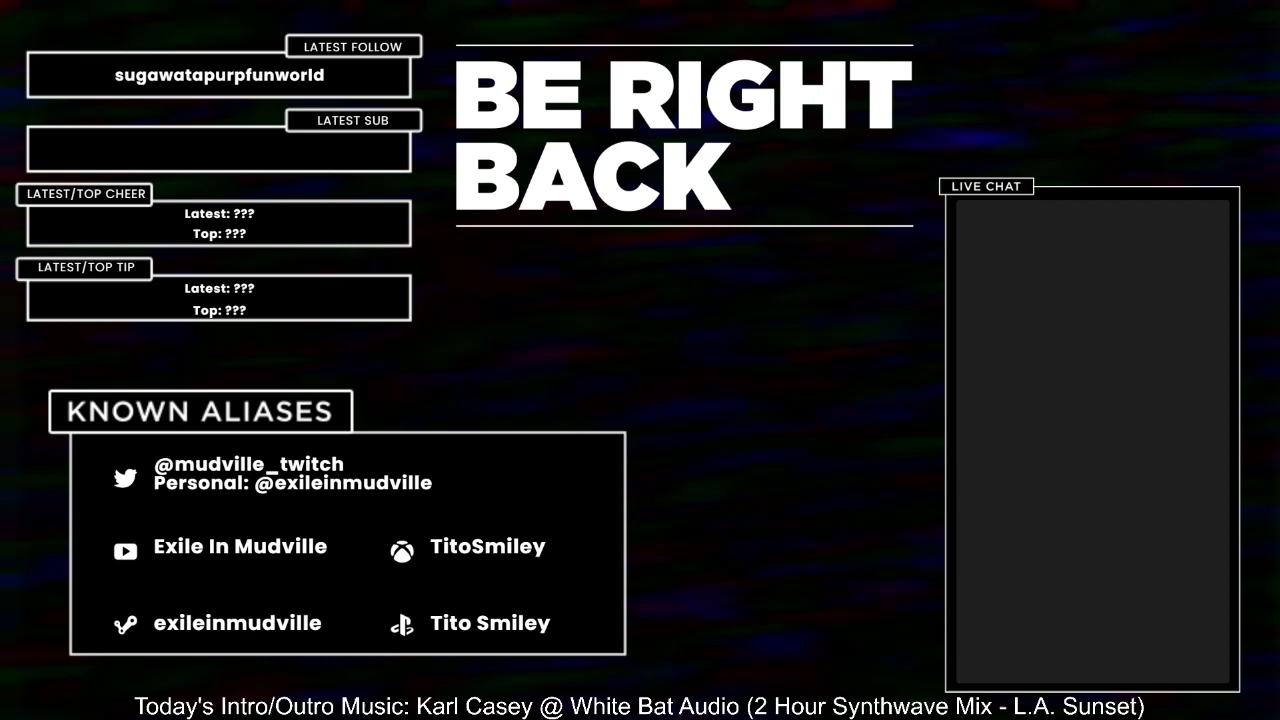 LATEST FOLLOW
sugawatapurpfunworld
LATEST SUB
LATEST/TOP CHEER
Latest: ???
Top: ???
LATEST/TOP TIP
Latest: ???
Top: ???
BE RIGHT
BACK
LIVE CHAT
KNOWN ALIASES
@mudville_twitch
Personal: @exileinmudville
Exile In Mudville
TitoSmiley
exileinmudville
Tito Smiley
Today's Intro/Outro Music: Karl Casey @ White Bat Audio (2 Hour Synthwave Mix - L.A. Sunset)